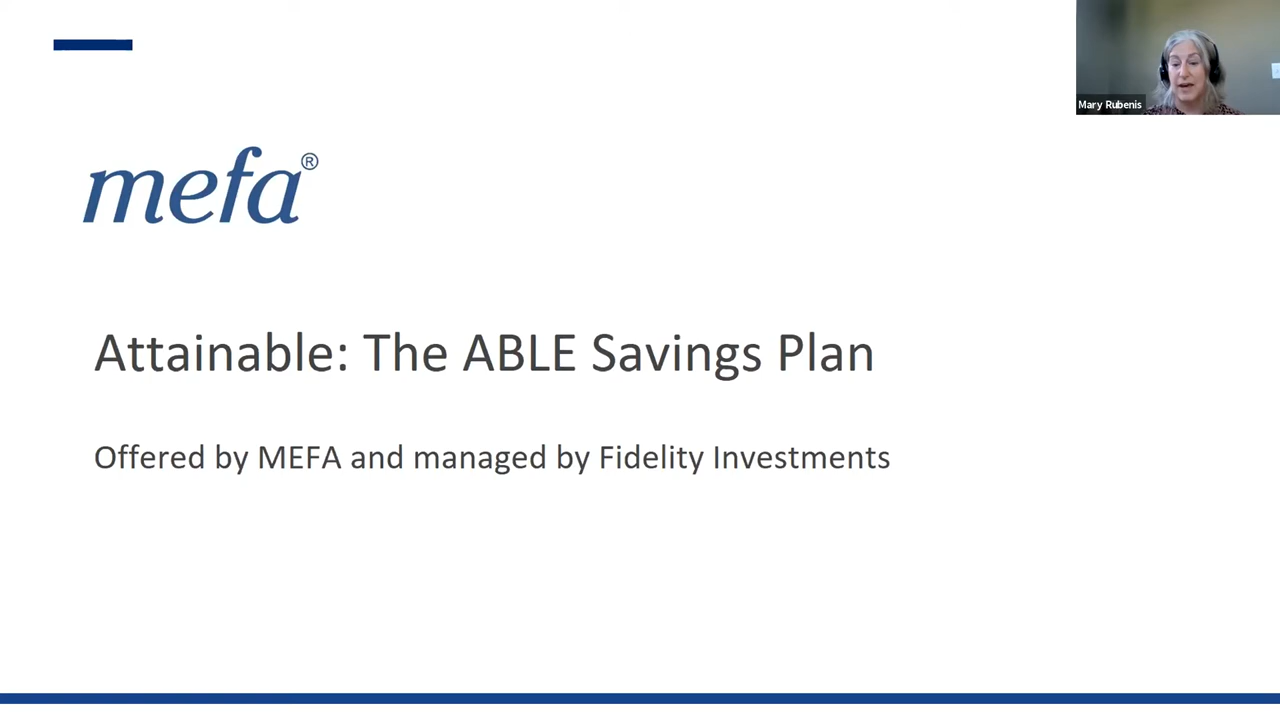 mefa®
Attainable: The ABLE Savings Plan
Offered by MEFA and managed by Fidelity Investments
Mary Rubenis